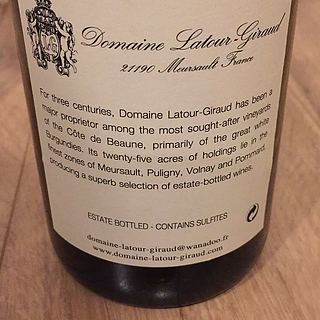 Domaine Latour-Giraud
21190 Meursault France
For three centuries, Domaine Latour-Giraud has been a
major proprietor among the most sought-after vineyards
of the Côte de Beaune, primarily of the great white
Burgundies. Its twenty-five acres of holdings lie in the
finest zones of Meursault, Puligny, Volnay and Pommard,
producing a superb selection of estate-bottled wines.
ESTATE BOTTLED - CONTAINS SULFITES
domaine-latour-giraud@wanadoo.fr
www.domaine-latour-giraud.com